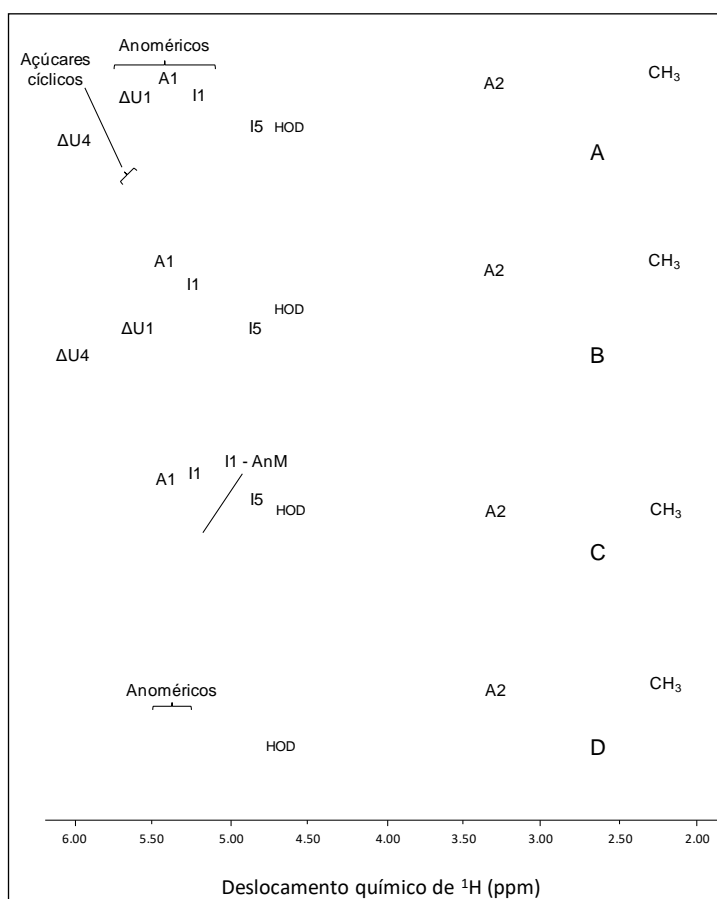 Anoméricos
Açúcares
cíclicos
A1
ΔU1
I1
A2
CH₃
ΔU4
I5
HOD
A
A1
I1
A2
CH₃
HOD
ΔU1
I5
ΔU4
B
I1 - AnM
A1
I1
I5
HOD
A2
CH₃
C
Anoméricos
A2
CH₃
HOD
D
6.00 5.50 5.00 4.50 4.00 3.50 3.00 2.50 2.00
Deslocamento químico de ¹H (ppm)